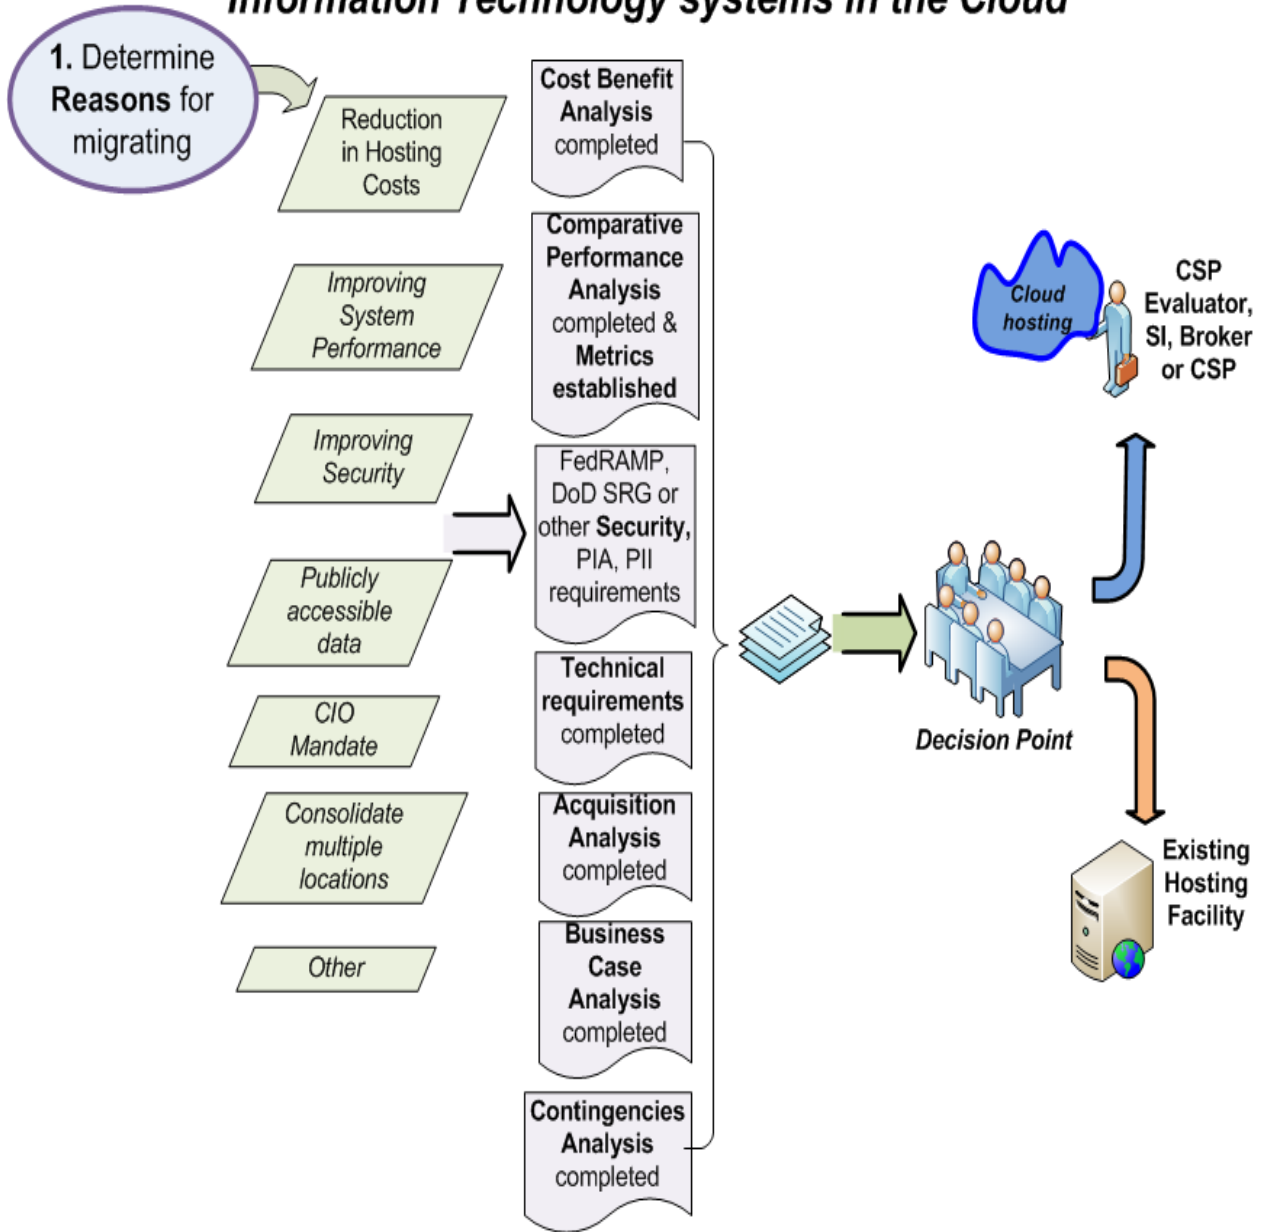 Information Technology systems in the Cloud
1. Determine
Reasons for
migrating
Reduction
in Hosting
Costs
Improving
System
Performance
Improving
Security
Publicly
accessible
data
CIO
Mandate
Consolidate
multiple
locations
Other
Cost Benefit
Analysis
completed
Comparative
Performance
Analysis
completed &
Metrics
established
FedRAMP,
DoD SRG or
other Security,
PIA, PII
requirements
Technical
requirements
completed
Acquisition
Analysis
completed
Business
Case
Analysis
completed
Contingencies
Analysis
completed
Decision Point
Cloud
hosting
CSP
Evaluator,
SI, Broker
or CSP
Existing
Hosting
Facility